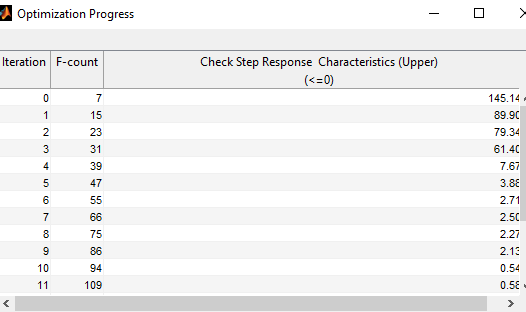 Optimization Progress
Iteration F-count Check Step Response Characteristics (Upper)
(<=0)
0 7 145.14
1 15 89.90
2 23 79.34
3 31 61.40
4 39 7.67
5 47 3.88
6 55 2.71
7 66 2.50
8 75 2.27
9 86 2.13
10 94 0.54
11 109 0.58